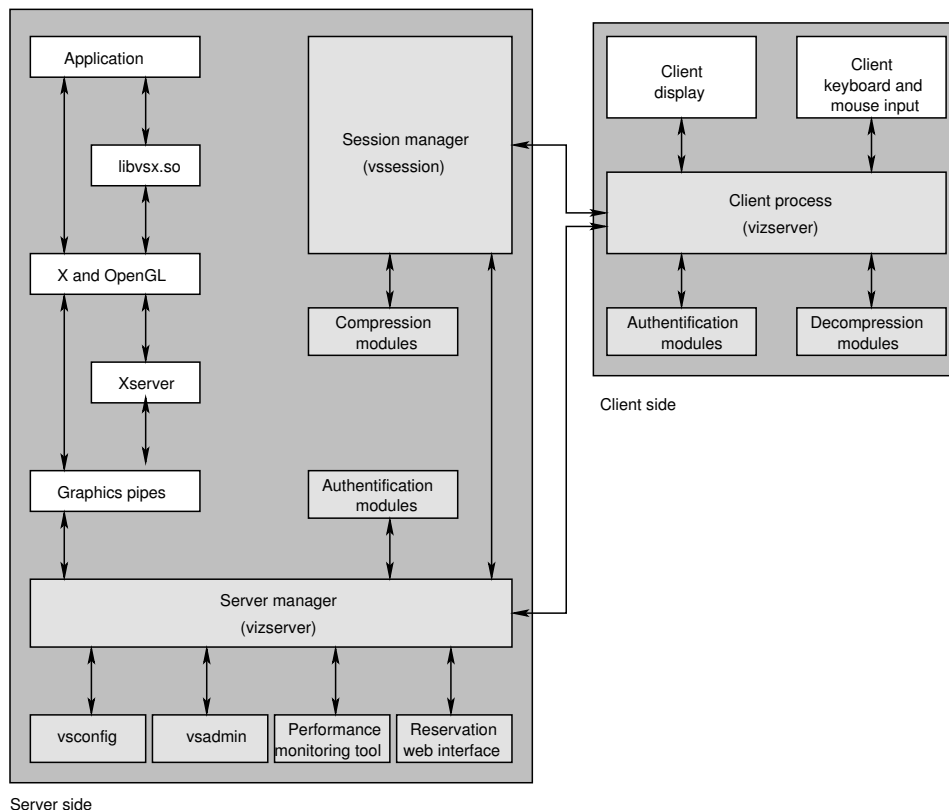 Application
libvsx.so
X and OpenGL
Xserver
Graphics pipes
Session manager
(vssession)
Compression
modules
Authentification
modules
Server manager
(vizserver)
vsconfig
vsadmin
Performance
monitoring tool
Reservation
web interface
Server side
Client
display
Client
keyboard and
mouse input
Client process
(vizserver)
Authentification
modules
Decompression
modules
Client side